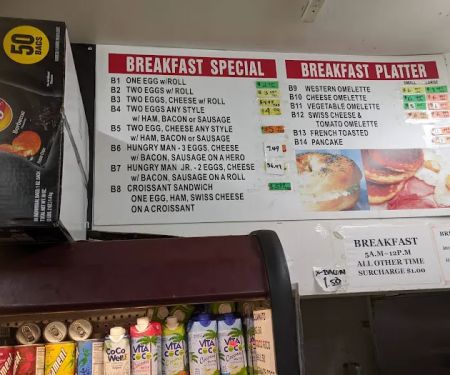 50
BAGS
BREAKFAST SPECIAL
B1 ONE EGG w/ROLL
B2 TWO EGGS w/ ROLL
B3 TWO EGGS, CHEESE w/ ROLL
B4 TWO EGGS ANY STYLE
w/ HAM, BACON or SAUSAGE
B5 TWO EGG, CHEESE ANY STYLE
w/ HAM, BACON or SAUSAGE
B6 HUNGRY MAN - 3 EGGS, CHEESE
w/ BACON, SAUSAGE ON A HERO
B7 HUNGRY MAN JR. - 2 EGGS, CHEESE
w/ BACON, SAUSAGE ON A ROLL
B8 CROISSANT SANDWICH
ONE EGG, HAM, SWISS CHEESE
ON A CROISSANT
BREAKFAST PLATTER
SMALL LARGE
B9 WESTERN OMELETTE
B10 CHEESE OMELETTE
B11 VEGETABLE OMELETTE
B12 SWISS CHEESE &
TOMATO OMELETTE
B13 FRENCH TOASTED
B14 PANCAKE
BREAKFAST
5A.M-12P.M
ALL OTHER TIME
SURCHARGE $1.00
BACON
1.50
VITA
COCO
VITA
COCO
VITA
COCO
VITA
COCO